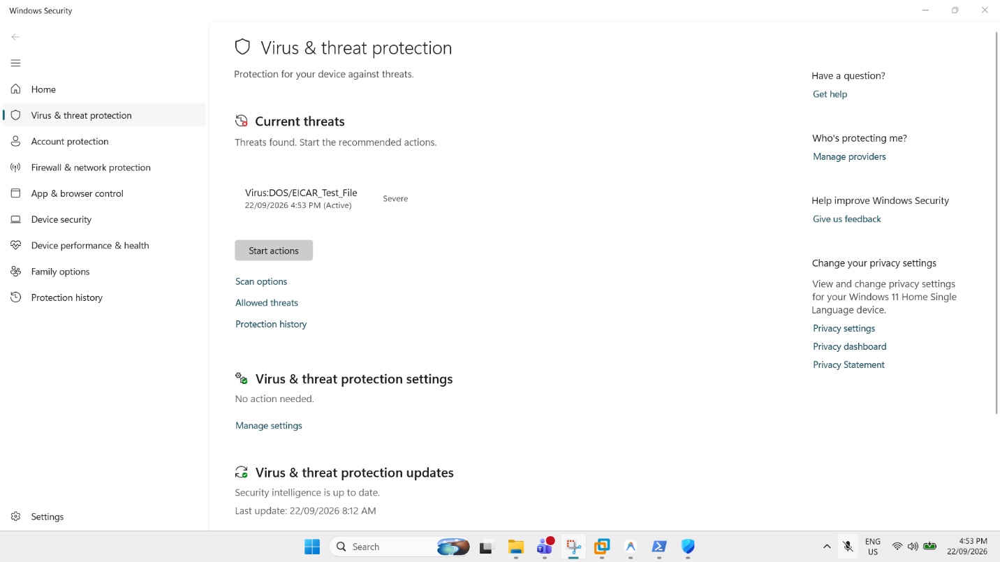 Windows Security
Home
Virus & threat protection
Account protection
Firewall & network protection
App & browser control
Device security
Device performance & health
Family options
Protection history
Settings
Virus & threat protection
Protection for your device against threats.
Current threats
Threats found. Start the recommended actions.
Virus:DOS/EICAR_Test_File
22/09/2026 4:53 PM (Active)
Severe
Start actions
Scan options
Allowed threats
Protection history
Virus & threat protection settings
No action needed.
Manage settings
Virus & threat protection updates
Security intelligence is up to date.
Last update: 22/09/2026 8:12 AM
Have a question?
Get help
Who's protecting me?
Manage providers
Help improve Windows Security
Give us feedback
Change your privacy settings
View and change privacy settings
for your Windows 11 Home Single
Language device.
Privacy settings
Privacy dashboard
Privacy Statement
Search
ENG
US
4:53 PM
22/09/2026